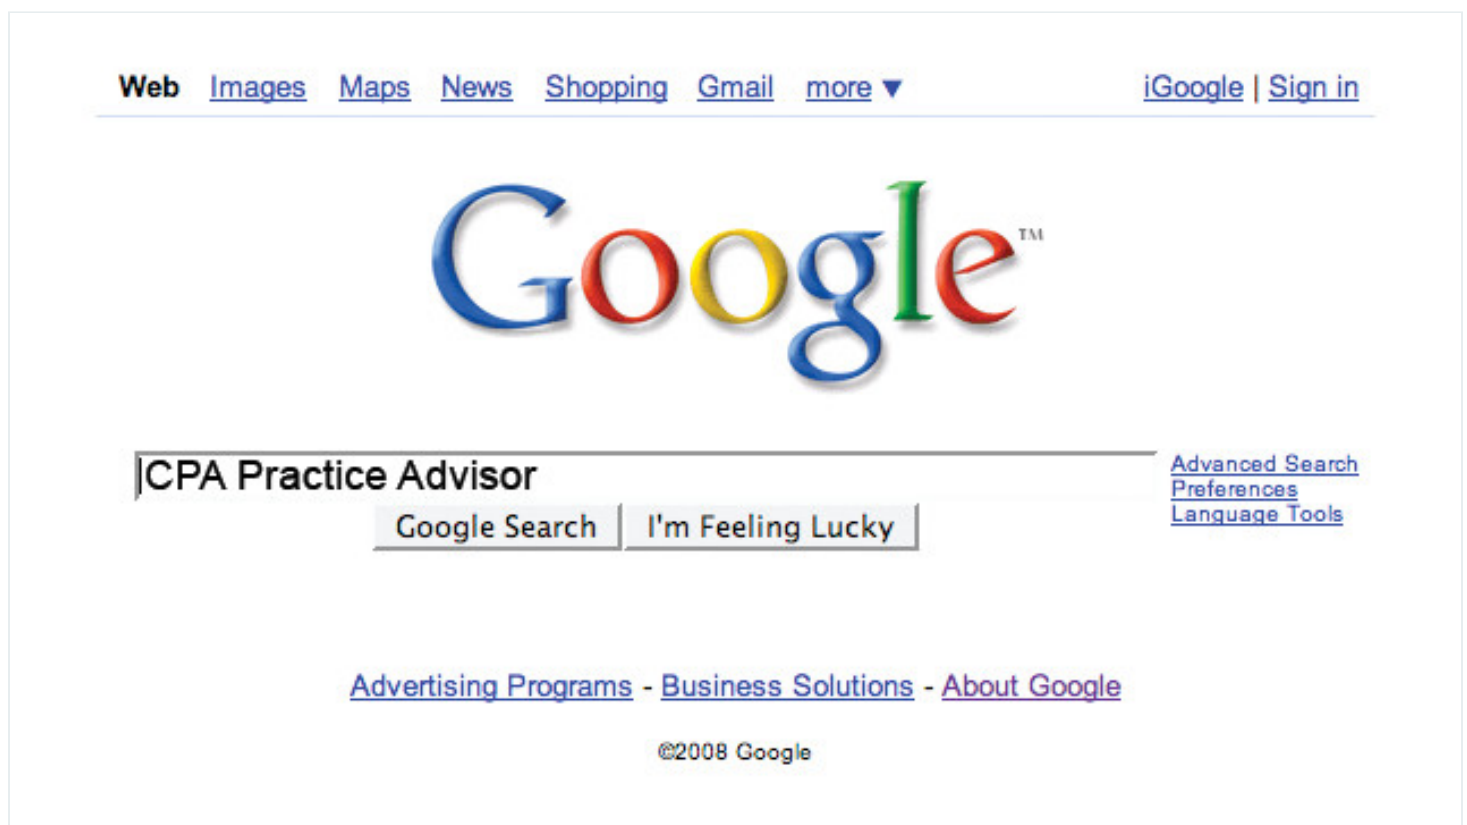 Web Images Maps News Shopping Gmail more ▼ iGoogle | Sign in
Google™
CPA Practice Advisor
Advanced Search
Preferences
Language Tools
Google Search I'm Feeling Lucky
Advertising Programs - Business Solutions - About Google
©2008 Google